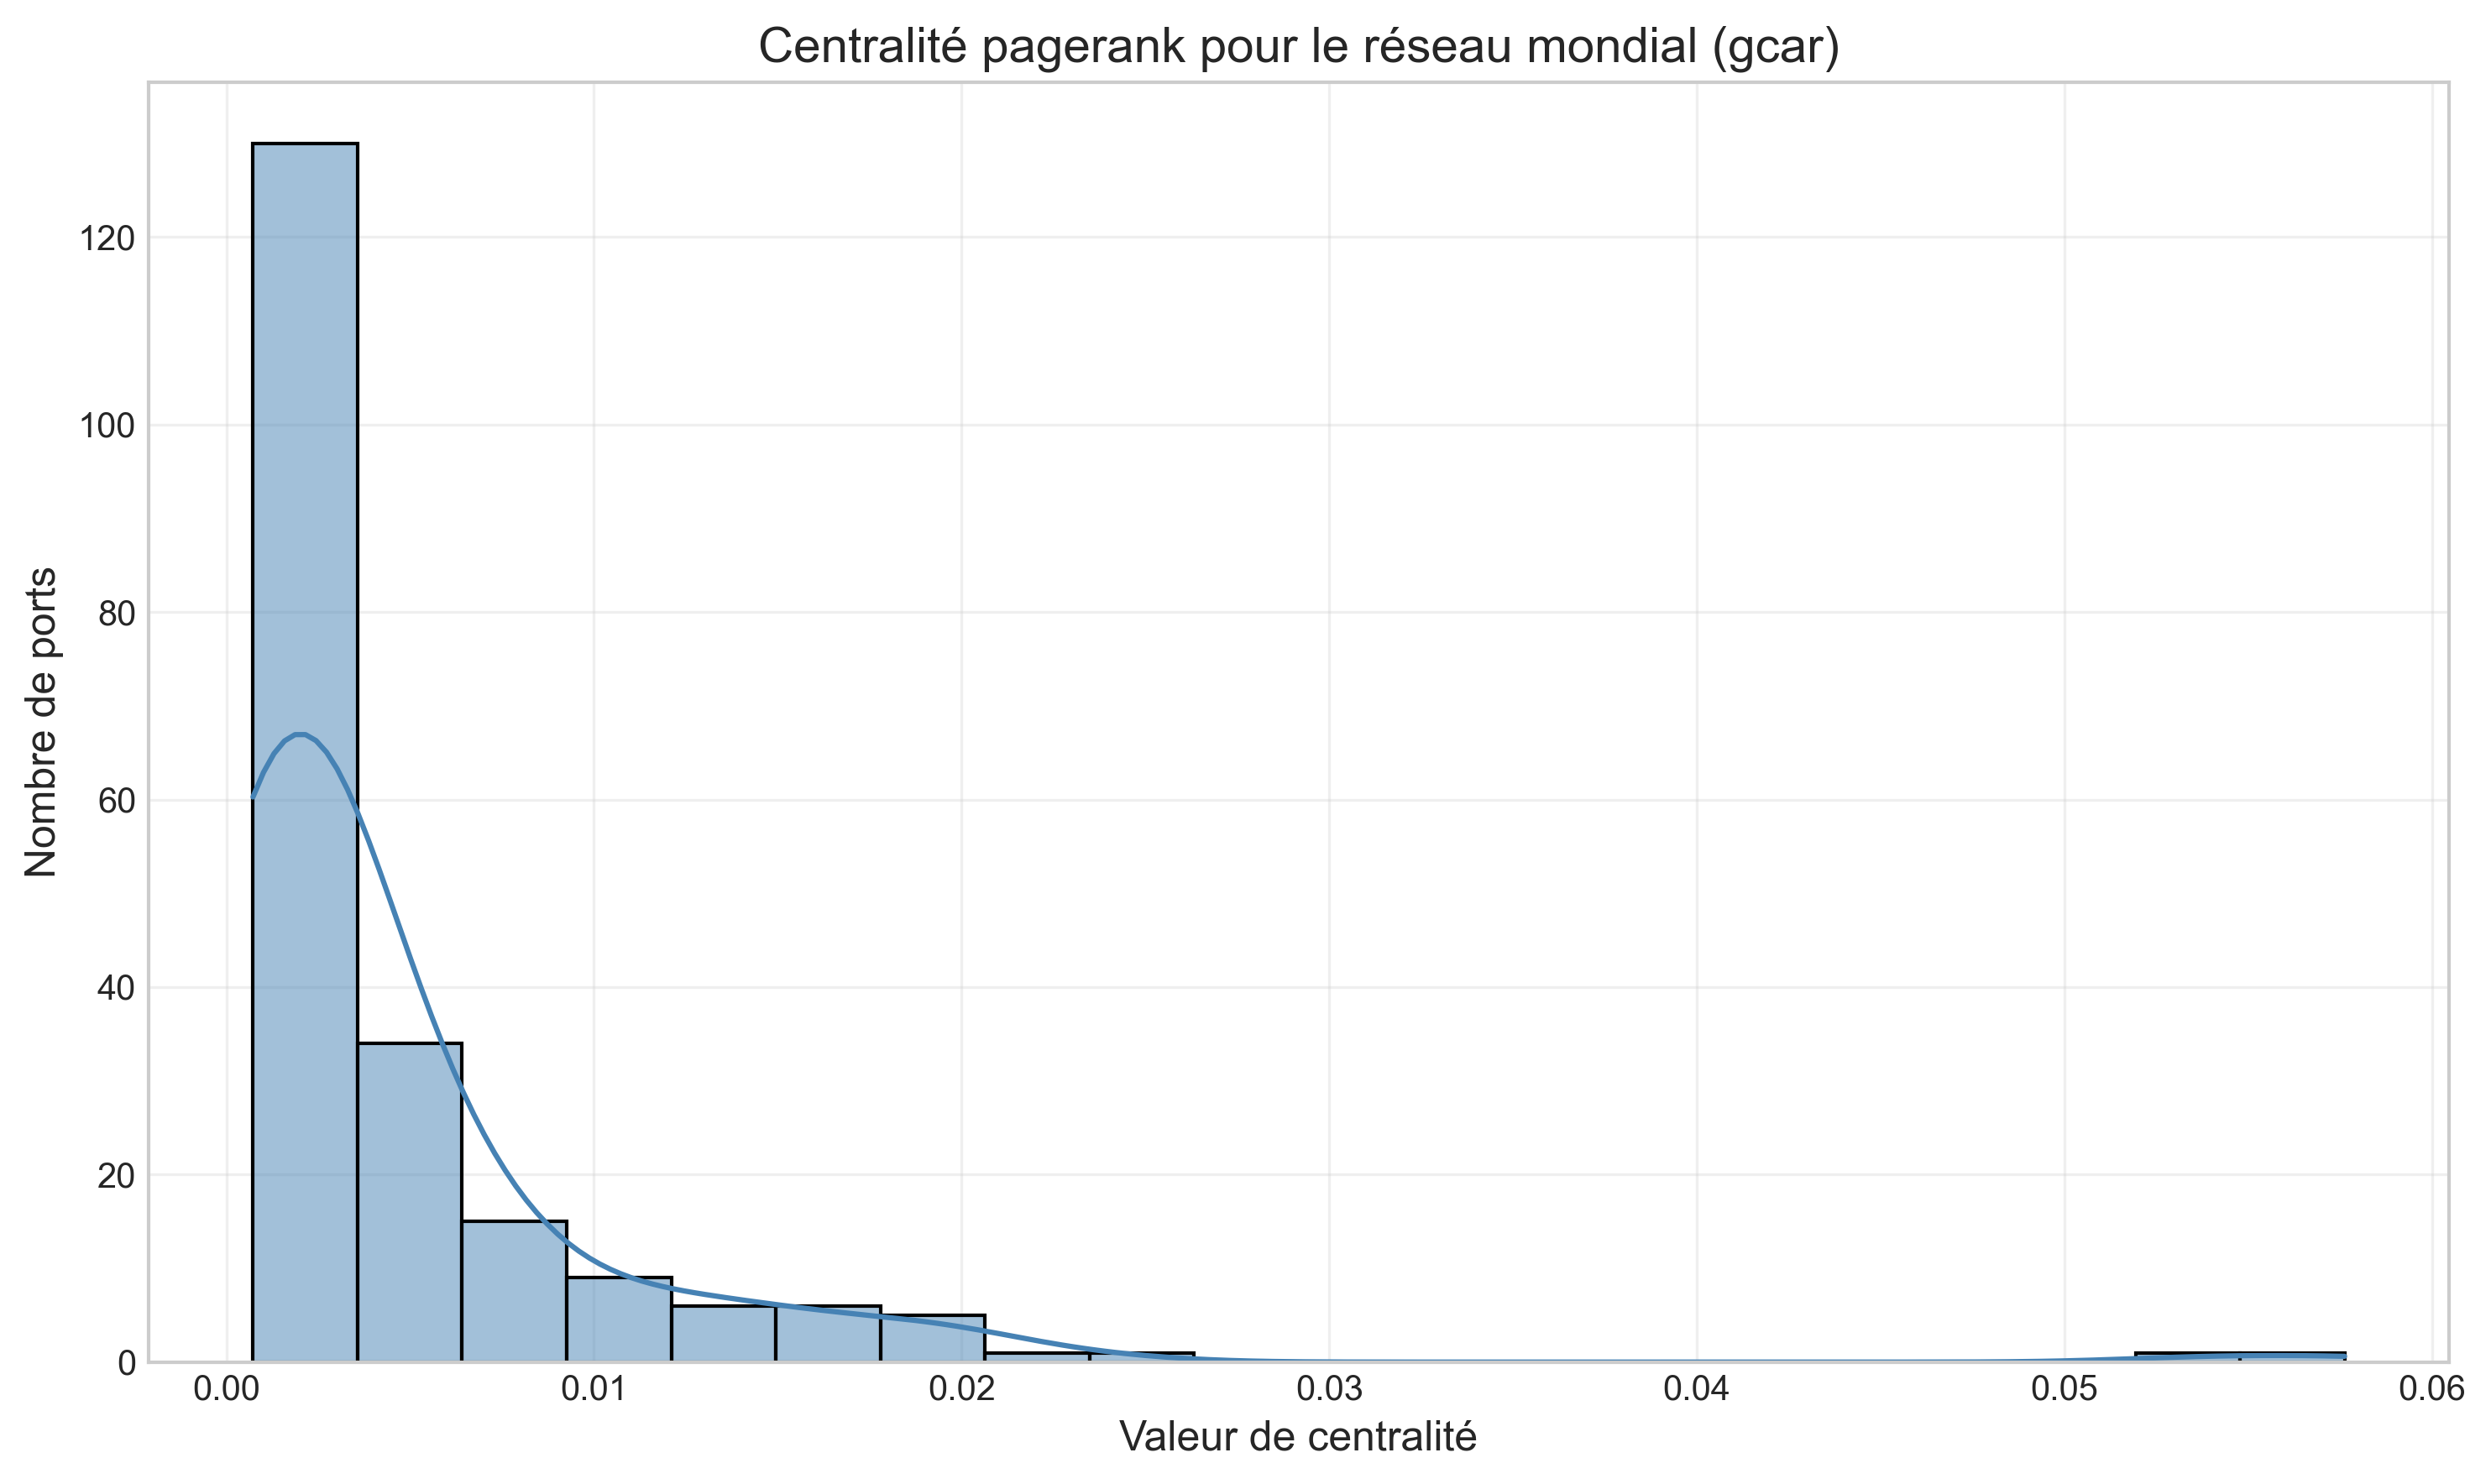 Centralité pagerank pour le réseau mondial (gcar)
Nombre de ports
120
100
80
60
40
20
0
0.00 0.01 0.02 0.03 0.04 0.05 0.06
Valeur de centralité